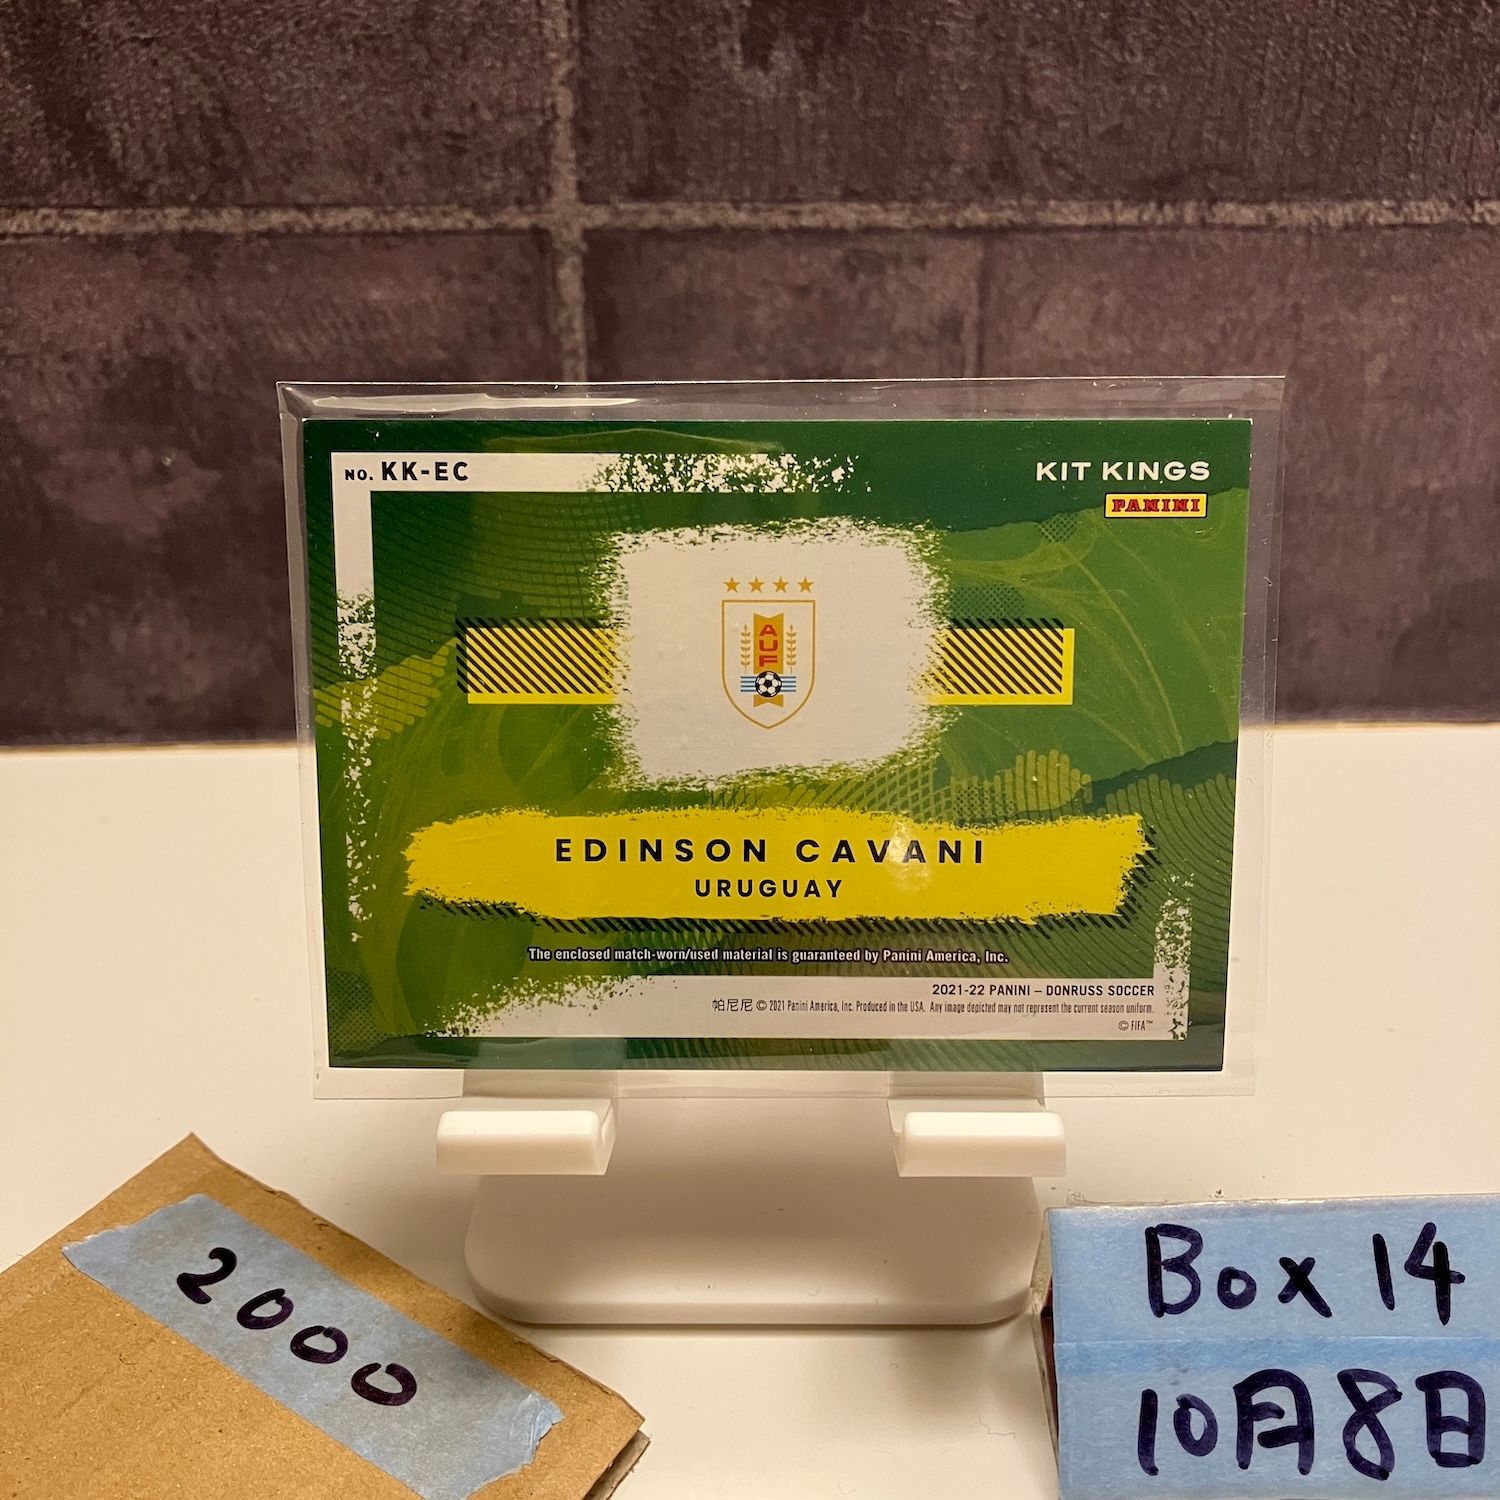 NO. KK-EC
KIT KINGS
PANINI
AUF
EDINSON CAVANI
URUGUAY
The enclosed match-worn/used material is guaranteed by Panini America, Inc.
2021-22 PANINI – DONRUSS SOCCER
帕尼尼 © 2021 Panini America, Inc. Produced in the USA. Any image depicted may not represent the current season uniform.
© FIFA™
2000
Box 14
10月8日